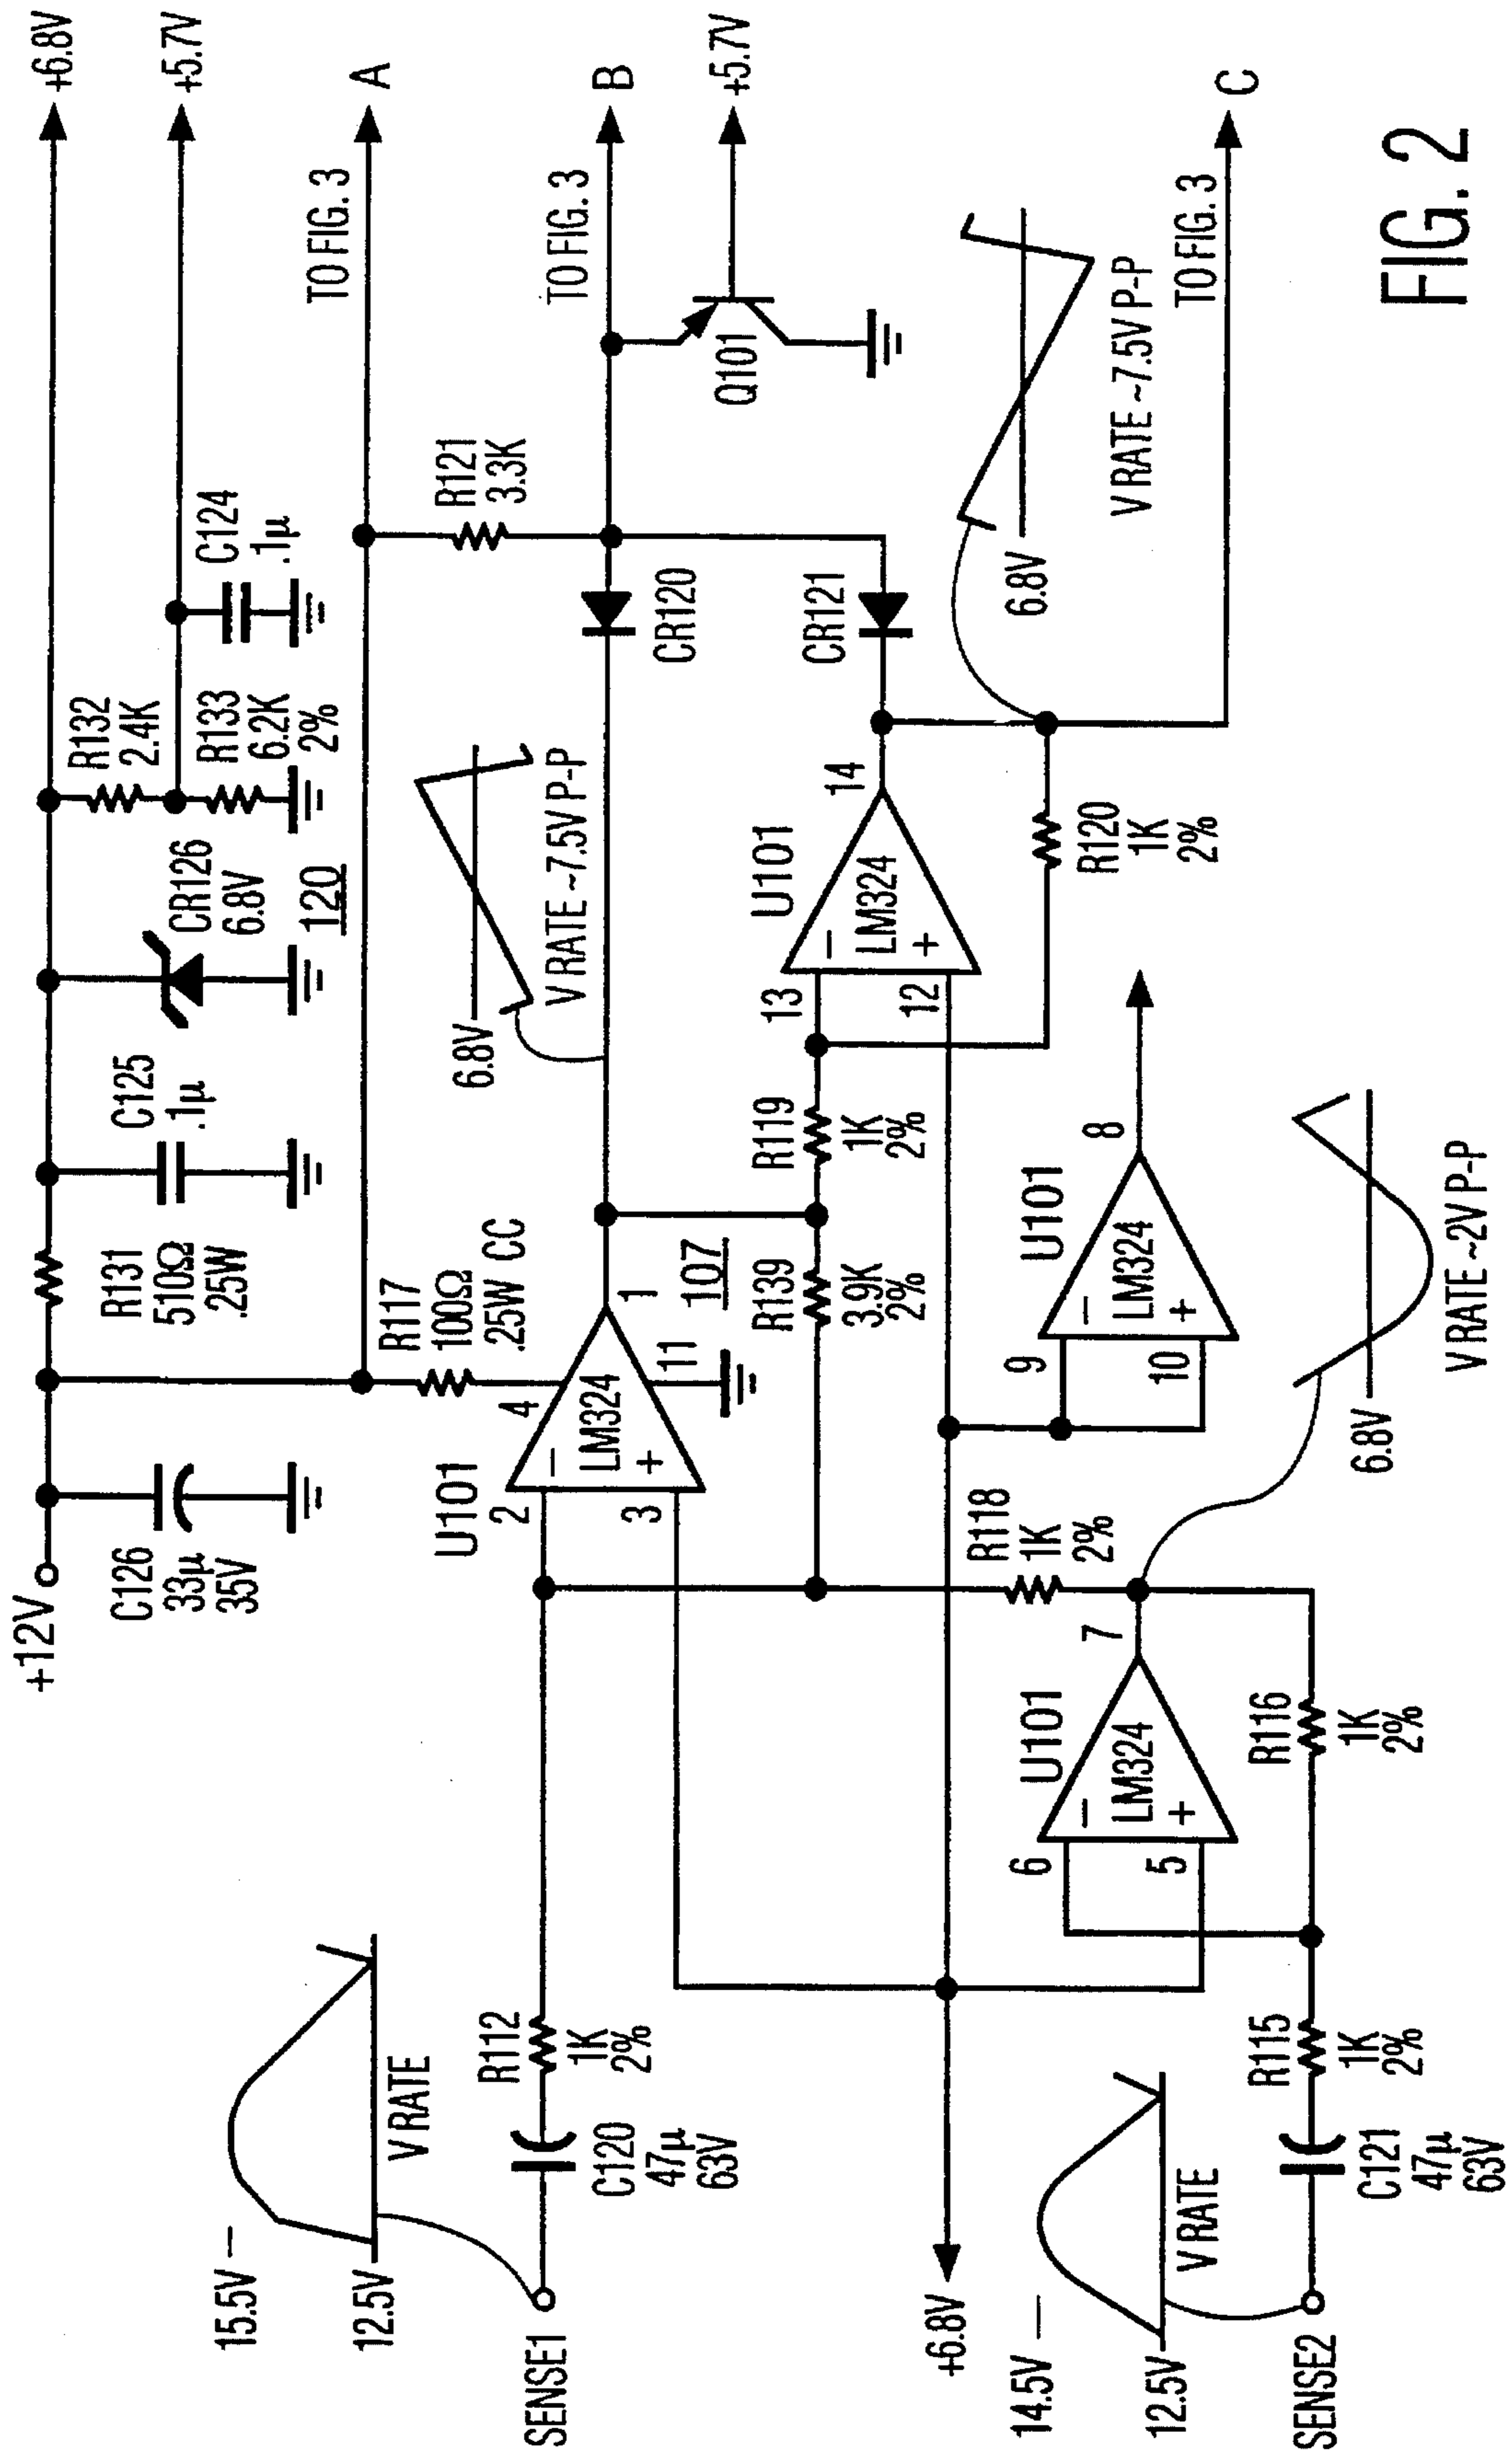 +12V
C126
33µ
35V
R131
510Ω
.25W
C125
.1µ
CR126
6.8V
120
R132
2.4K
R133
6.2K
2%
C124
.1µ
+6.8V
+5.7V
R117
100Ω
.25W CC
TO FIG. 3
A
15.5V
12.5V
V RATE
SENSE1
C120
47µ
63V
R112
1K
2%
U101
2
3
4
11
1
−
LM324
+
107
6.8V
V RATE ~7.5V P-P
CR120
R121
3.3K
TO FIG. 3
B
Q101
+5.7V
R139
3.9K
2%
R119
1K
2%
U101
13
12
14
−
LM324
+
R120
1K
2%
CR121
6.8V
V RATE ~7.5V P-P
TO FIG. 3
C
+6.8V
14.5V
12.5V
V RATE
SENSE2
C121
47µ
63V
R115
1K
2%
U101
6
5
7
−
LM324
+
R116
1K
2%
R118
1K
2%
U101
9
10
8
−
LM324
+
6.8V
V RATE ~2V P-P
FIG. 2